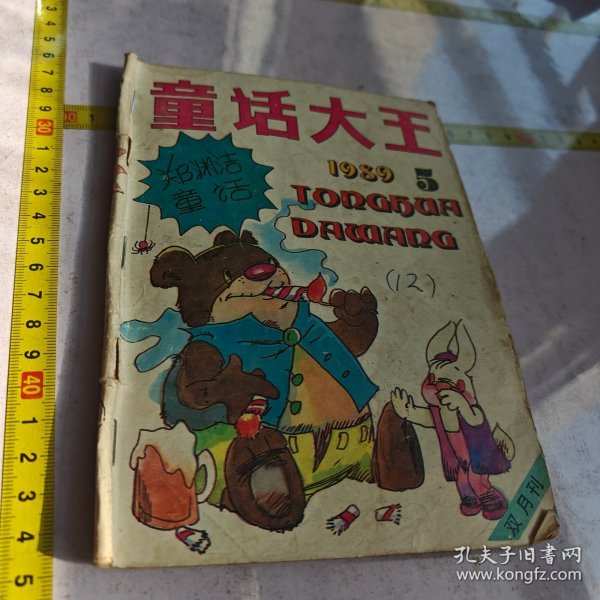 童话大王
郑渊洁
童话
1989 5
TONGHUA
DAWANG
(12)
双月刊
孔夫子旧书网
www.kongfz.com